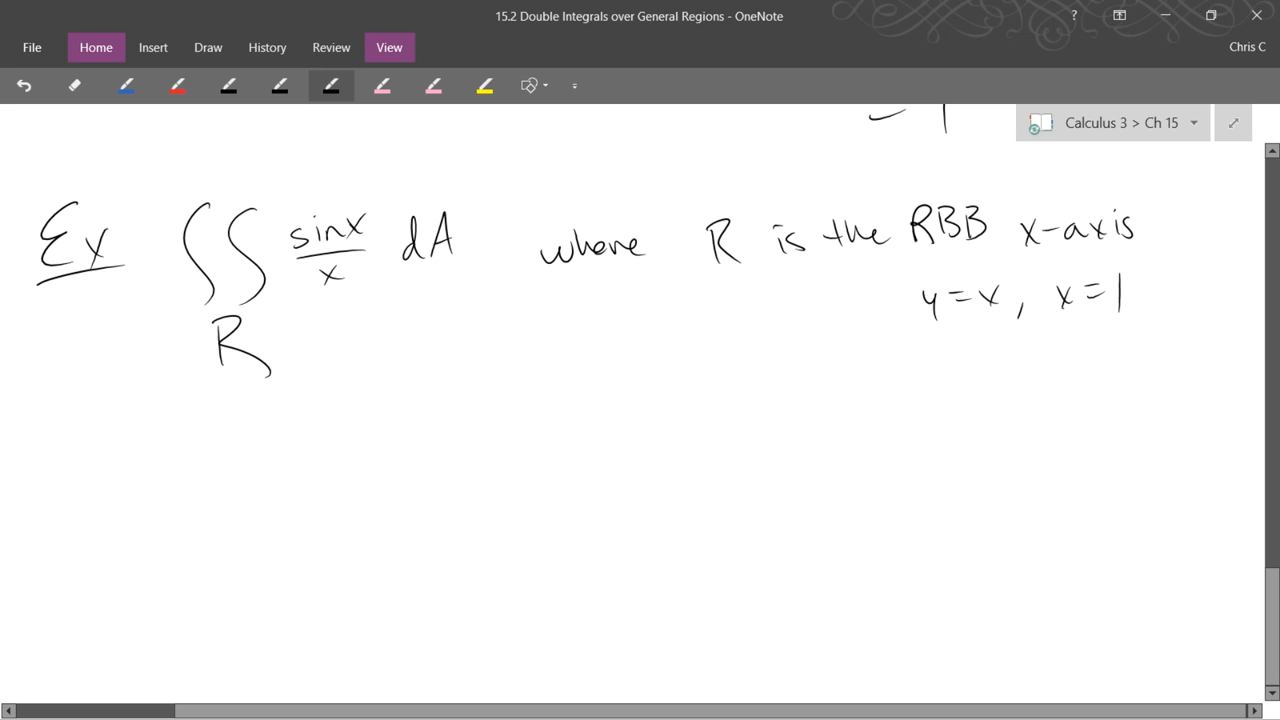 15.2 Double Integrals over General Regions - OneNote
?
File Home Insert Draw History Review View
Chris C
Calculus 3 > Ch 15
Ex ∫∫ sinx/x dA where R is the RBB x-axis
R
y=x, x=1